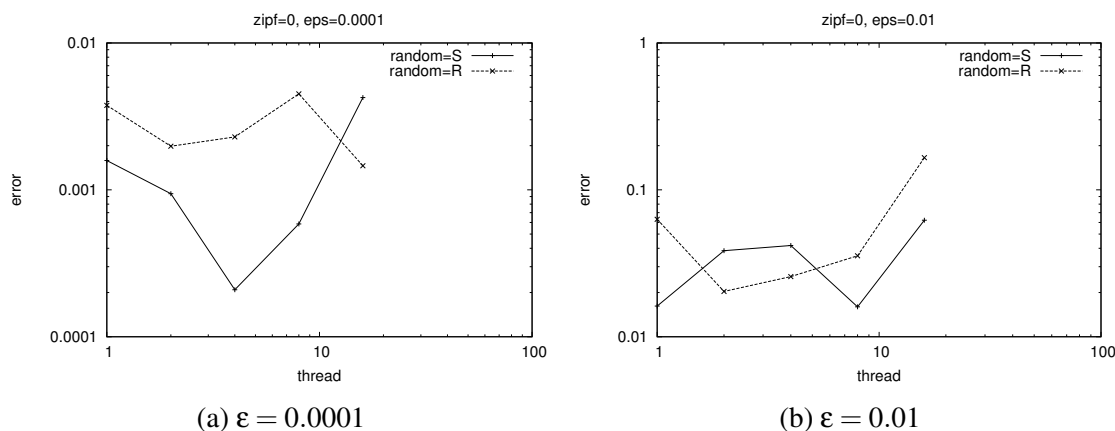 zipf=0, eps=0.0001
0.01
random=S
random=R
error
0.001
0.0001
1
10
100
thread
(a) ε = 0.0001
zipf=0, eps=0.01
1
random=S
random=R
error
0.1
0.01
1
10
100
thread
(b) ε = 0.01